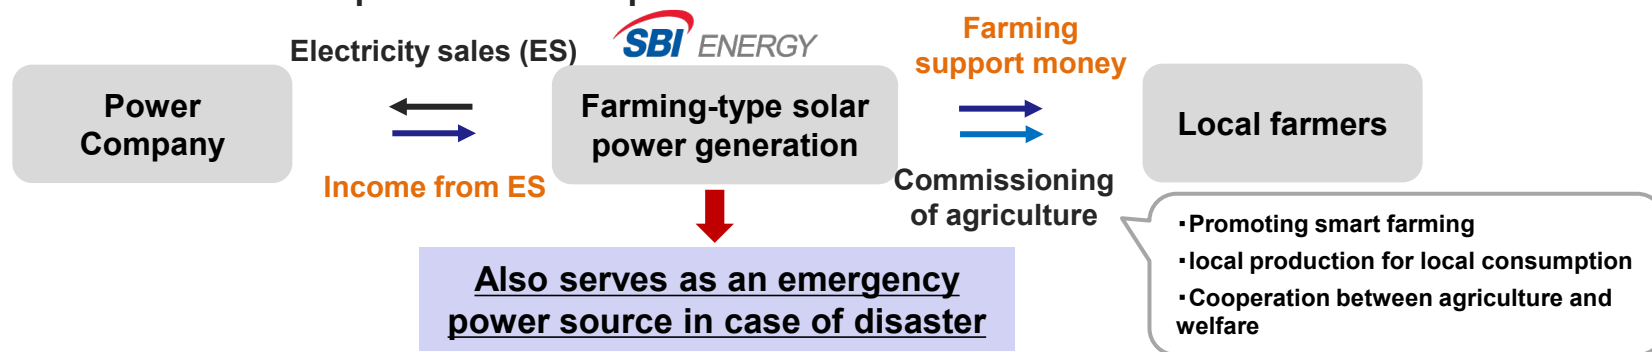 Electricity sales (ES)
SBI ENERGY
Farming
support money
Power
Company
Farming-type solar
power generation
Local farmers
Income from ES
Commissioning
of agriculture
・Promoting smart farming
・local production for local consumption
・Cooperation between agriculture and
welfare
Also serves as an emergency
power source in case of disaster